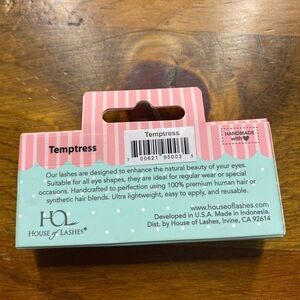 Temptress
7 00621 95003 5
HANDMADE
with
Temptress
Our lashes are designed to enhance the natural beauty of your eyes.
Suitable for all eye shapes, they are ideal for regular wear or special
occasions. Handcrafted to perfection using 100% premium human hair or
synthetic hair blends. Ultra lightweight, easy to apply, and reusable.
HOL
HOUSE of LASHES®
www.houseoflashes.com
Developed in U.S.A. Made in Indonesia.
Dist. by House of Lashes, Irvine, CA 92614